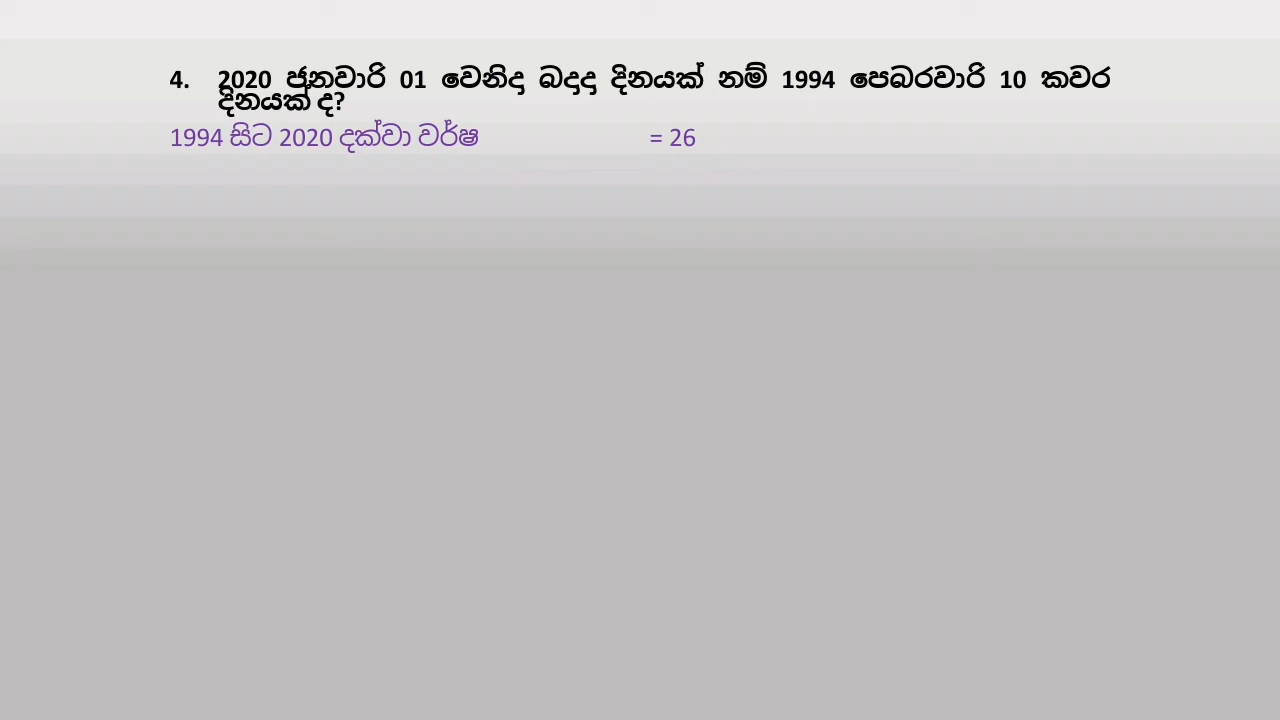 4. 2020 ජනවාරි 01 වෙනිදා බදාදා දිනයක් නම් 1994 පෙබරවාරි 10 කවර
දිනයක් ද?
1994 සිට 2020 දක්වා වර්ෂ = 26